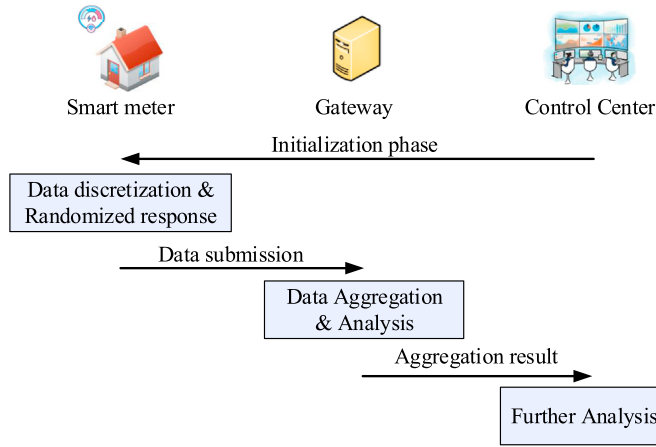 Smart meter
Gateway
Control Center
Initialization phase
Data discretization &
Randomized response
Data submission
Data Aggregation
& Analysis
Aggregation result
Further Analysis